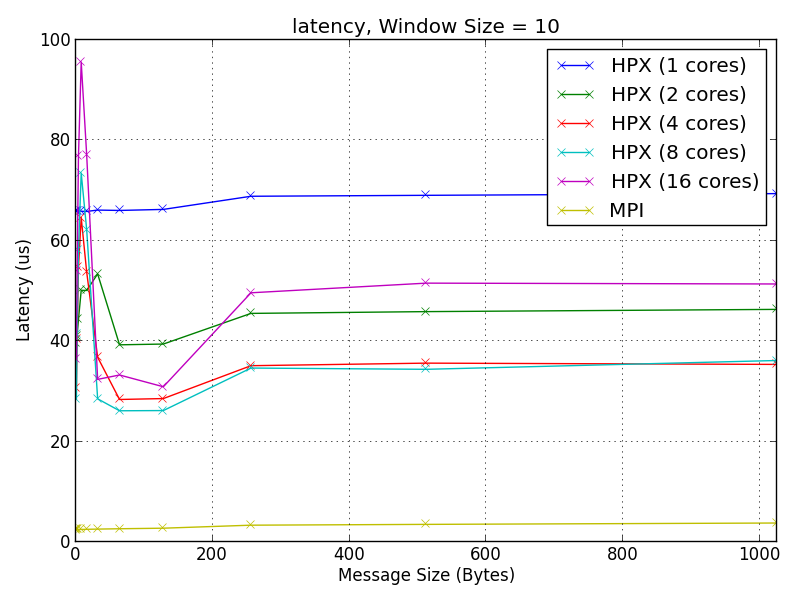 latency, Window Size = 10
100
80
60
40
20
0
Latency (us)
HPX (1 cores)
HPX (2 cores)
HPX (4 cores)
HPX (8 cores)
HPX (16 cores)
MPI
0 200 400 600 800 1000
Message Size (Bytes)